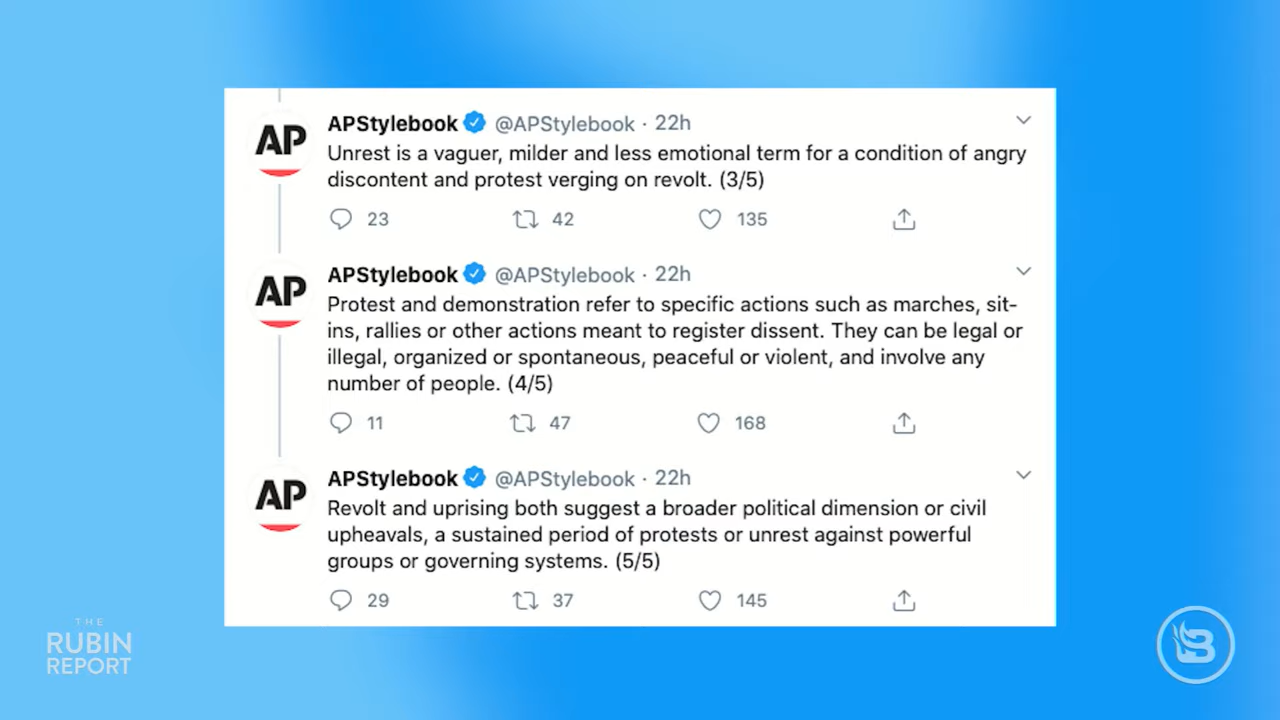 AP
APStylebook @APStylebook · 22h
Unrest is a vaguer, milder and less emotional term for a condition of angry
discontent and protest verging on revolt. (3/5)
23 42 135
AP
APStylebook @APStylebook · 22h
Protest and demonstration refer to specific actions such as marches, sit-
ins, rallies or other actions meant to register dissent. They can be legal or
illegal, organized or spontaneous, peaceful or violent, and involve any
number of people. (4/5)
11 47 168
AP
APStylebook @APStylebook · 22h
Revolt and uprising both suggest a broader political dimension or civil
upheavals, a sustained period of protests or unrest against powerful
groups or governing systems. (5/5)
29 37 145
THE
RUBIN
REPORT
B